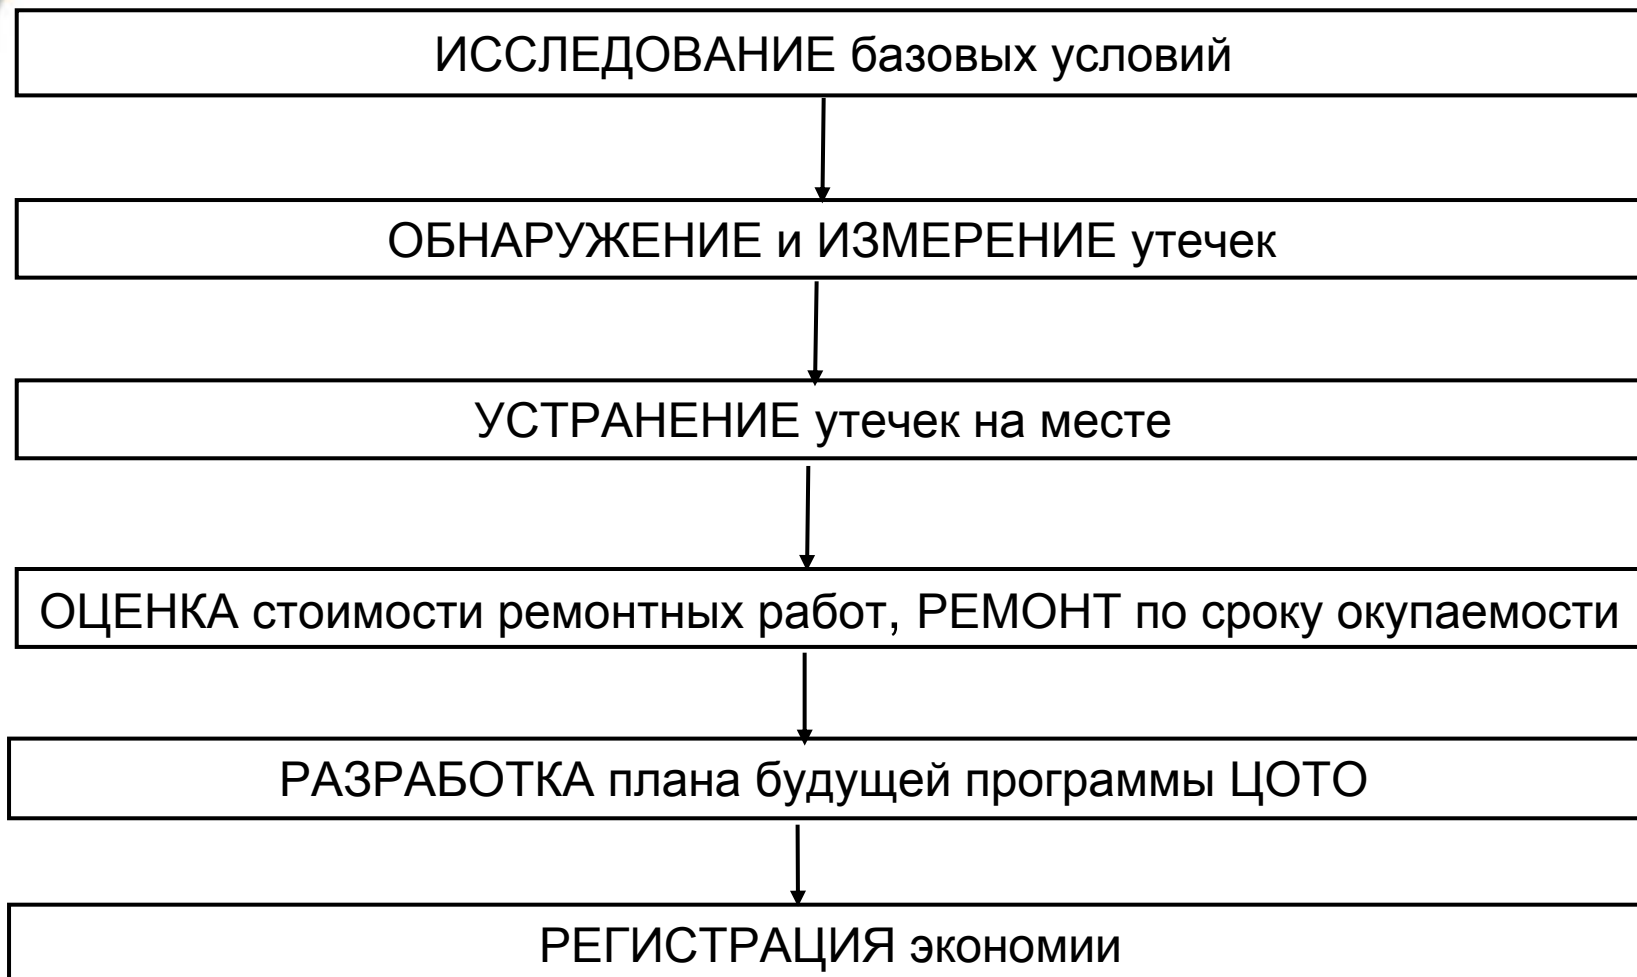 ИССЛЕДОВАНИЕ базовых условий
ОБНАРУЖЕНИЕ и ИЗМЕРЕНИЕ утечек
УСТРАНЕНИЕ утечек на месте
ОЦЕНКА стоимости ремонтных работ, РЕМОНТ по сроку окупаемости
РАЗРАБОТКА плана будущей программы ЦОТО
РЕГИСТРАЦИЯ экономии